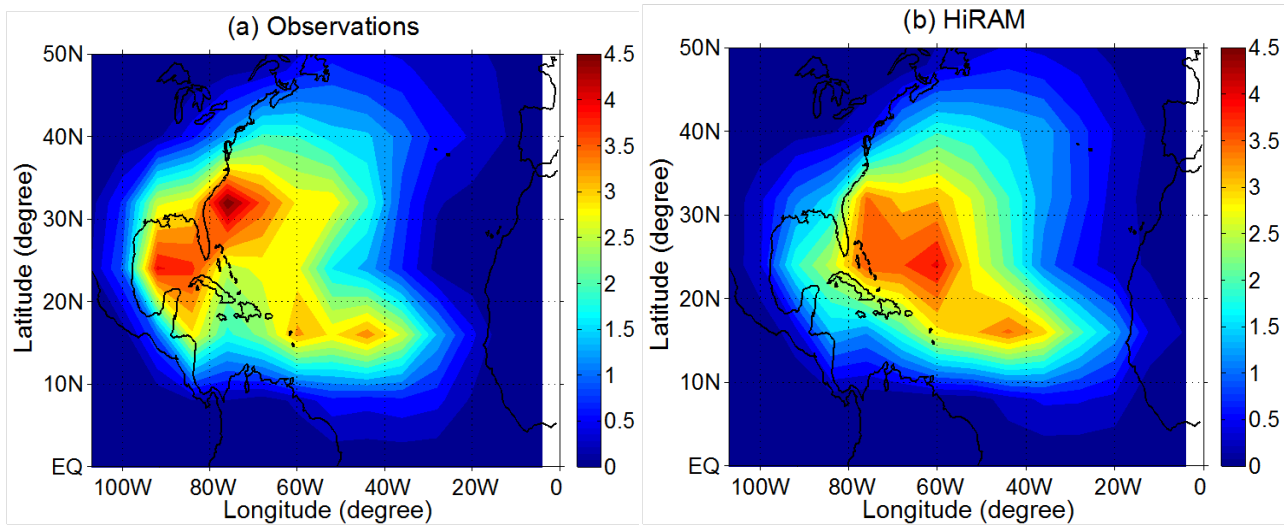 (a) Observations
50N
40N
30N
20N
10N
EQ
Latitude (degree)
100W 80W 60W 40W 20W 0
Longitude (degree)
4.5
4
3.5
3
2.5
2
1.5
1
0.5
0
(b) HiRAM
50N
40N
30N
20N
10N
EQ
Latitude (degree)
100W 80W 60W 40W 20W 0
Longitude (degree)
4.5
4
3.5
3
2.5
2
1.5
1
0.5
0